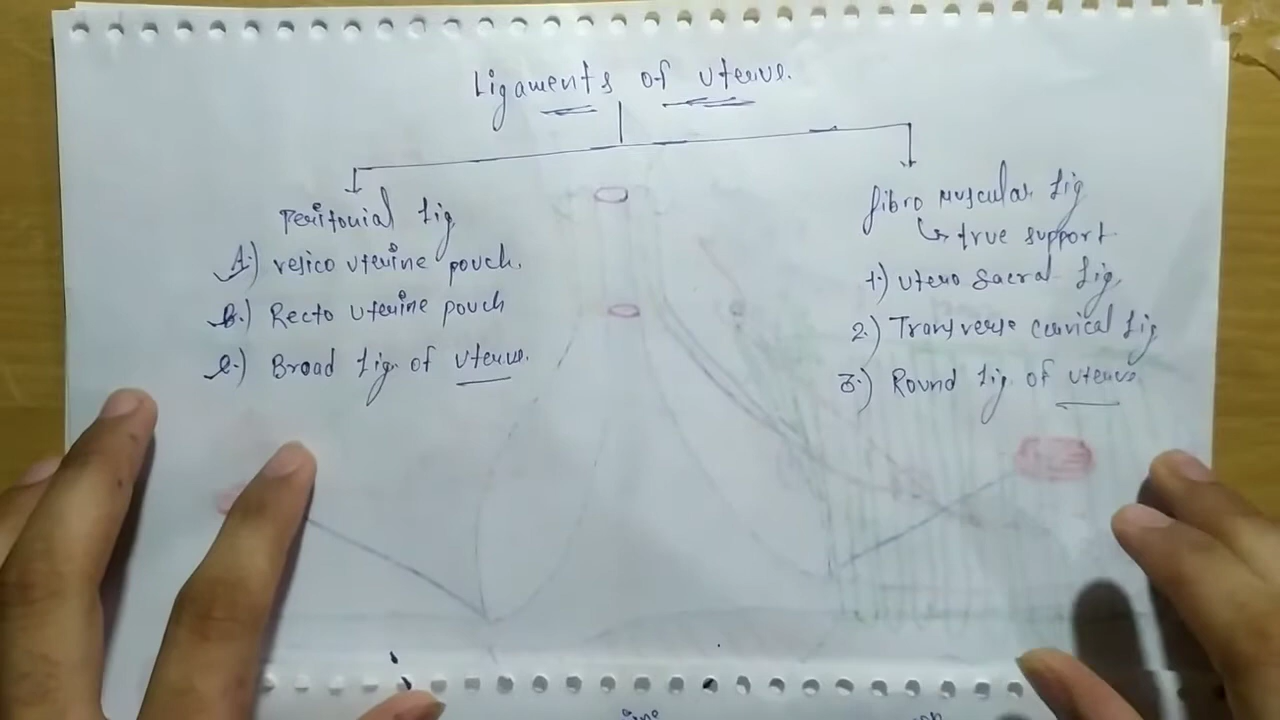 Ligaments of uterus.
Peritonial Lig
A.) vesico uterine pouch.
B.) Recto uterine pouch
C.) Broad Lig. of uterus.
fibro muscular Lig
↳ true support
1.) utero sacral Lig.
2.) Transverse cervical Lig
3.) Round Lig. of uterus